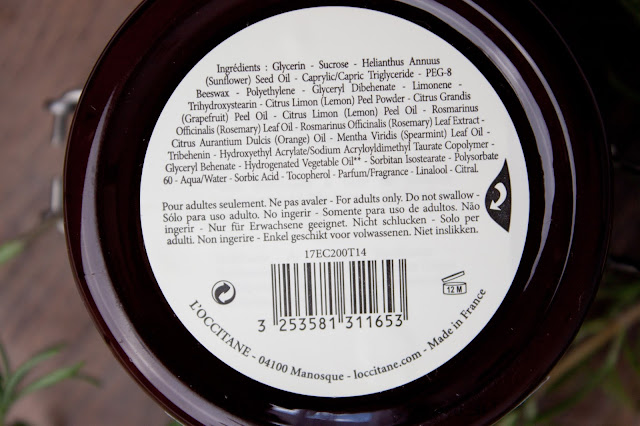 Ingrédients : Glycerin - Sucrose - Helianthus Annuus
(Sunflower) Seed Oil - Caprylic/Capric Triglyceride - PEG-8
Beeswax - Polyethylene - Glyceryl Dibehenate - Limonene -
Trihydroxystearin - Citrus Limon (Lemon) Peel Powder - Citrus Grandis
(Grapefruit) Peel Oil - Citrus Limon (Lemon) Peel Oil - Rosmarinus
Officinalis (Rosemary) Leaf Oil - Rosmarinus Officinalis (Rosemary) Leaf Extract -
Citrus Aurantium Dulcis (Orange) Oil - Mentha Viridis (Spearmint) Leaf Oil -
Tribehenin - Hydroxyethyl Acrylate/Sodium Acryloyldimethyl Taurate Copolymer -
Glyceryl Behenate - Hydrogenated Vegetable Oil** - Sorbitan Isostearate - Polysorbate
60 - Aqua/Water - Sorbic Acid - Tocopherol - Parfum/Fragrance - Linalool - Citral.
Pour adultes seulement. Ne pas avaler - For adults only. Do not swallow -
Sólo para uso adulto. No ingerir - Somente para uso de adultos. Não
ingerir - Nur für Erwachsene geeignet. Nicht schlucken - Solo per
adulti. Non ingerire - Enkel geschikt voor volwassenen. Niet inslikken.
17EC200T14
12 M
3 253581 311653
L'OCCITANE - 04100 Manosque - loccitane.com - Made in France